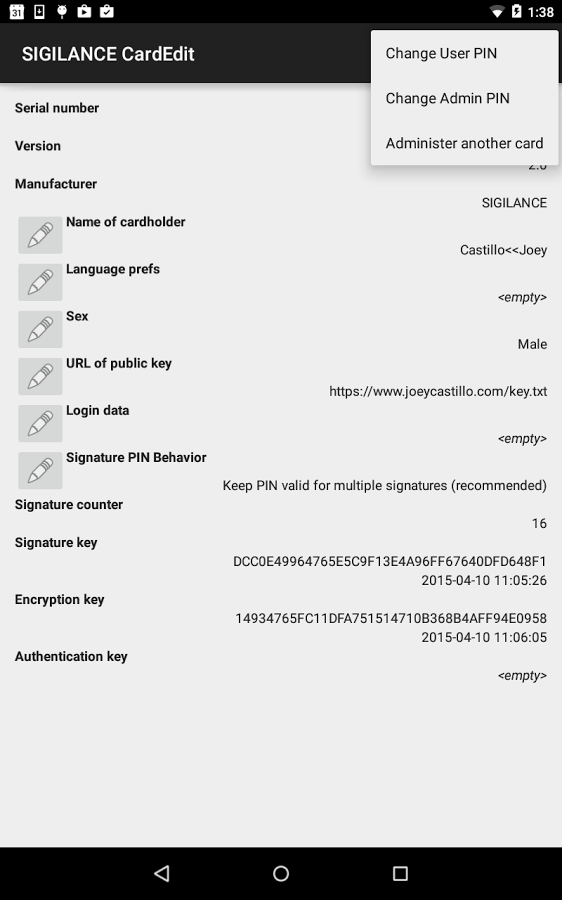 31
1:38
SIGILANCE CardEdit
Change User PIN
Change Admin PIN
Administer another card
Serial number
Version
2.0
Manufacturer
SIGILANCE
Name of cardholder
Castillo<<Joey
Language prefs
<empty>
Sex
Male
URL of public key
https://www.joeycastillo.com/key.txt
Login data
<empty>
Signature PIN Behavior
Keep PIN valid for multiple signatures (recommended)
Signature counter
16
Signature key
DCC0E49964765E5C9F13E4A96FF67640DFD648F1
2015-04-10 11:05:26
Encryption key
14934765FC11DFA751514710B368B4AFF94E0958
2015-04-10 11:06:05
Authentication key
<empty>